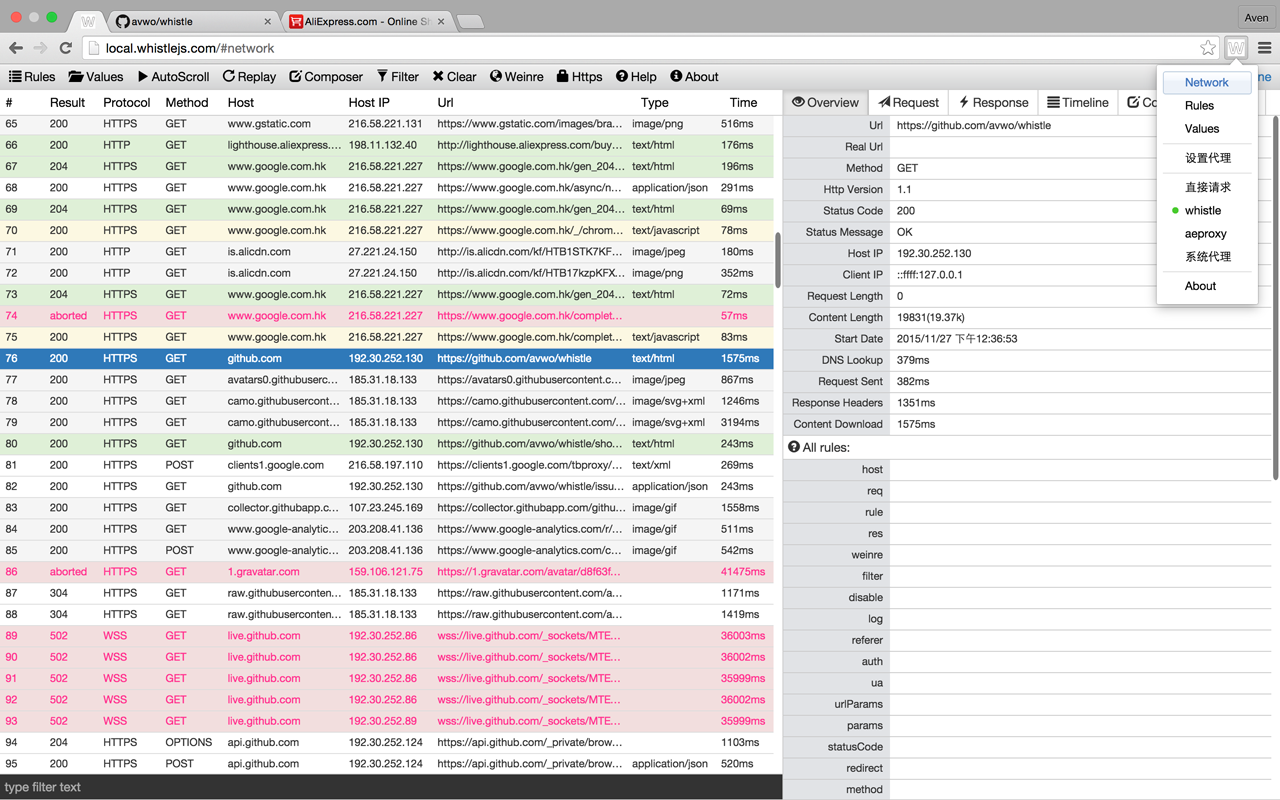 W avwo/whistle AliExpress.com - Online Sh Aven
local.whistlejs.com/#network W
Rules Values AutoScroll Replay Composer Filter Clear Weinre Https Help About ne
# Result Protocol Method Host Host IP Url Type Time
65 200 HTTPS GET www.gstatic.com 216.58.221.131 https://www.gstatic.com/images/bra... image/png 516ms
66 200 HTTP GET lighthouse.aliexpress.... 198.11.132.40 http://lighthouse.aliexpress.com/buy... text/html 176ms
67 204 HTTPS GET www.google.com.hk 216.58.221.227 https://www.google.com.hk/gen_204... text/html 196ms
68 200 HTTPS GET www.google.com.hk 216.58.221.227 https://www.google.com.hk/async/n... application/json 291ms
69 204 HTTPS GET www.google.com.hk 216.58.221.227 https://www.google.com.hk/gen_204... text/html 69ms
70 200 HTTPS GET www.google.com.hk 216.58.221.227 https://www.google.com.hk/_/chrom... text/javascript 78ms
71 200 HTTP GET is.alicdn.com 27.221.24.150 http://is.alicdn.com/kf/HTB1STK7KF... image/jpeg 180ms
72 200 HTTP GET is.alicdn.com 27.221.24.150 http://is.alicdn.com/kf/HTB17kzpKFX... image/png 352ms
73 204 HTTPS GET www.google.com.hk 216.58.221.227 https://www.google.com.hk/gen_204... text/html 72ms
74 aborted HTTPS GET www.google.com.hk 216.58.221.227 https://www.google.com.hk/complet... 57ms
75 200 HTTPS GET www.google.com.hk 216.58.221.227 https://www.google.com.hk/complet... text/javascript 83ms
76 200 HTTPS GET github.com 192.30.252.130 https://github.com/avwo/whistle text/html 1575ms
77 200 HTTPS GET avatars0.githubuserc... 185.31.18.133 https://avatars0.githubusercontent.c... image/jpeg 867ms
78 200 HTTPS GET camo.githubusercont... 185.31.18.133 https://camo.githubusercontent.com/... image/svg+xml 1246ms
79 200 HTTPS GET camo.githubusercont... 185.31.18.133 https://camo.githubusercontent.com/... image/svg+xml 3194ms
80 200 HTTPS GET github.com 192.30.252.130 https://github.com/avwo/whistle/sho... text/html 243ms
81 200 HTTPS POST clients1.google.com 216.58.197.110 https://clients1.google.com/tbproxy/... text/xml 269ms
82 200 HTTPS GET github.com 192.30.252.130 https://github.com/avwo/whistle/issu... application/json 243ms
83 200 HTTPS GET collector.githubapp.com 107.23.245.169 https://collector.githubapp.com/githu... image/gif 1558ms
84 200 HTTPS GET www.google-analytic... 203.208.41.136 https://www.google-analytics.com/r/... image/gif 511ms
85 200 HTTPS POST www.google-analytic... 203.208.41.136 https://www.google-analytics.com/c... image/gif 542ms
86 aborted HTTPS GET 1.gravatar.com 159.106.121.75 https://1.gravatar.com/avatar/d8f63f... 41475ms
87 304 HTTPS GET raw.githubuserconten... 185.31.18.133 https://raw.githubusercontent.com/a... 1171ms
88 304 HTTPS GET raw.githubuserconten... 185.31.18.133 https://raw.githubusercontent.com/a... 1419ms
89 502 WSS GET live.github.com 192.30.252.86 wss://live.github.com/_sockets/MTE... 36003ms
90 502 WSS GET live.github.com 192.30.252.86 wss://live.github.com/_sockets/MTE... 36002ms
91 502 WSS GET live.github.com 192.30.252.86 wss://live.github.com/_sockets/MTE... 35999ms
92 502 WSS GET live.github.com 192.30.252.86 wss://live.github.com/_sockets/MTE... 36002ms
93 502 WSS GET live.github.com 192.30.252.89 wss://live.github.com/_sockets/MTE... 35999ms
94 204 HTTPS OPTIONS api.github.com 192.30.252.124 https://api.github.com/_private/brow... 1103ms
95 200 HTTPS POST api.github.com 192.30.252.124 https://api.github.com/_private/brow... application/json 520ms
type filter text
Overview Request Response Timeline Co
Url https://github.com/avwo/whistle
Real Url
Method GET
Http Version 1.1
Status Code 200
Status Message OK
Host IP 192.30.252.130
Client IP ::ffff:127.0.0.1
Request Length 0
Content Length 19831(19.37k)
Start Date 2015/11/27 下午12:36:53
DNS Lookup 379ms
Request Sent 382ms
Response Headers 1351ms
Content Download 1575ms
All rules:
host
req
rule
res
weinre
filter
disable
log
referer
auth
ua
urlParams
params
statusCode
redirect
method
Network
Rules
Values
设置代理
直接请求
whistle
aeproxy
系统代理
About